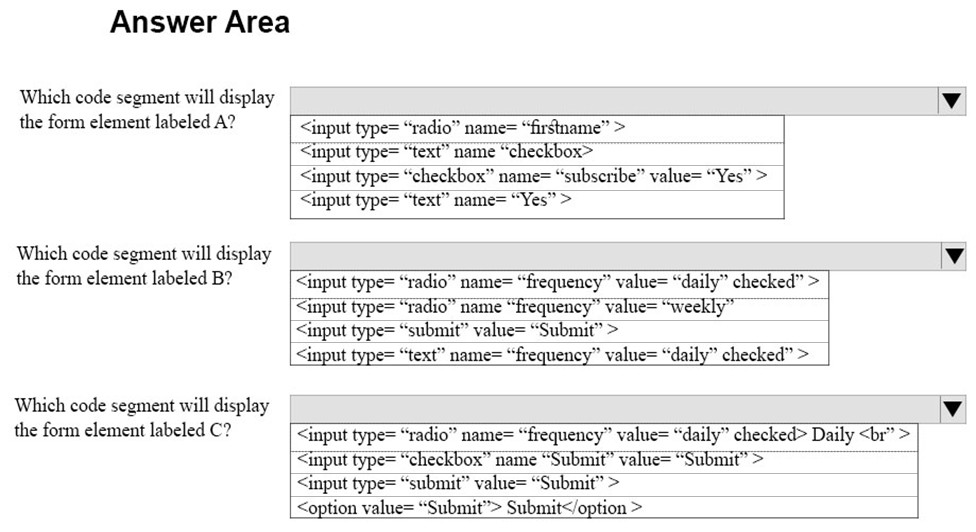 Answer Area
Which code segment will display
the form element labeled A?
<input type= “radio” name= “firstname” >
<input type= “text” name “checkbox>
<input type= “checkbox” name= “subscribe” value= “Yes” >
<input type= “text” name= “Yes” >
Which code segment will display
the form element labeled B?
<input type= “radio” name= “frequency” value= “daily” checked” >
<input type= “radio” name “frequency” value= “weekly”
<input type= “submit” value= “Submit” >
<input type= “text” name= “frequency” value= “daily” checked” >
Which code segment will display
the form element labeled C?
<input type= “radio” name= “frequency” value= “daily” checked> Daily <br” >
<input type= “checkbox” name “Submit” value= “Submit” >
<input type= “submit” value= “Submit” >
<option value= “Submit”> Submit</option >